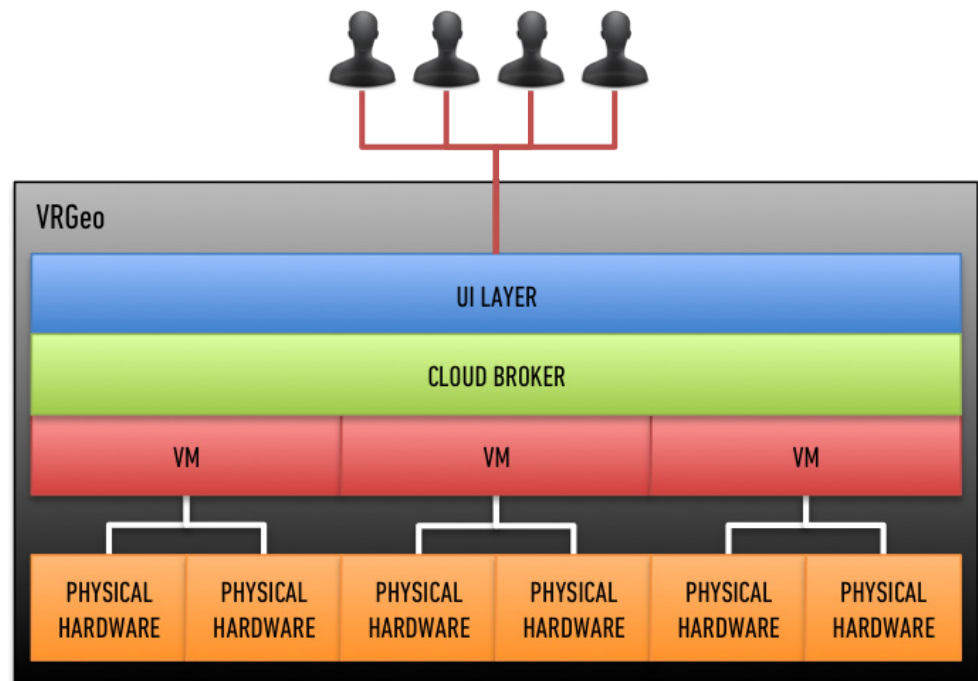 VRGeo
UI LAYER
CLOUD BROKER
VM
VM
VM
PHYSICAL
HARDWARE
PHYSICAL
HARDWARE
PHYSICAL
HARDWARE
PHYSICAL
HARDWARE
PHYSICAL
HARDWARE
PHYSICAL
HARDWARE